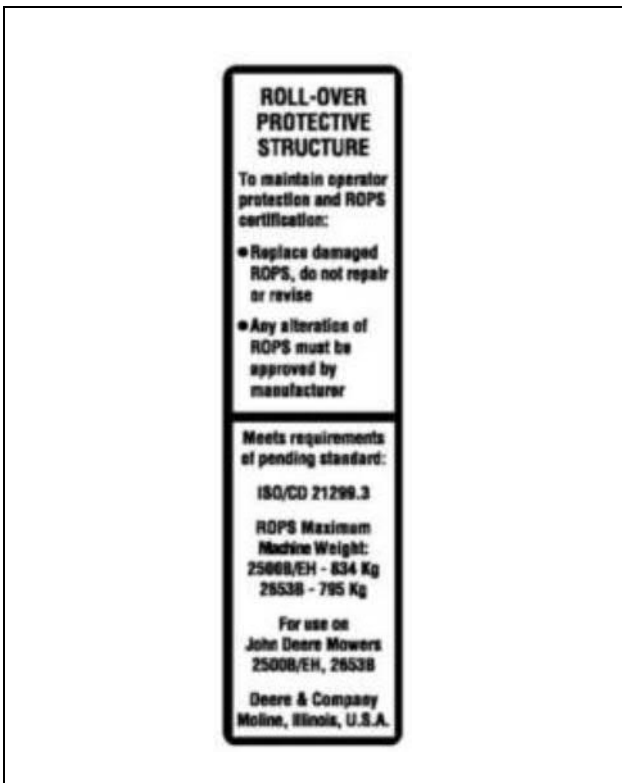 ROLL-OVER
PROTECTIVE
STRUCTURE
To maintain operator
protection and ROPS
certification:
● Replace damaged
ROPS, do not repair
or revise
● Any alteration of
ROPS must be
approved by
manufacturer
Meets requirements
of pending standard:
ISO/CD 21299.3
ROPS Maximum
Machine Weight:
2500B/EH - 834 Kg
2653B - 795 Kg
For use on
John Deere Mowers
2500B/EH, 2653B
Deere & Company
Moline, Illinois, U.S.A.